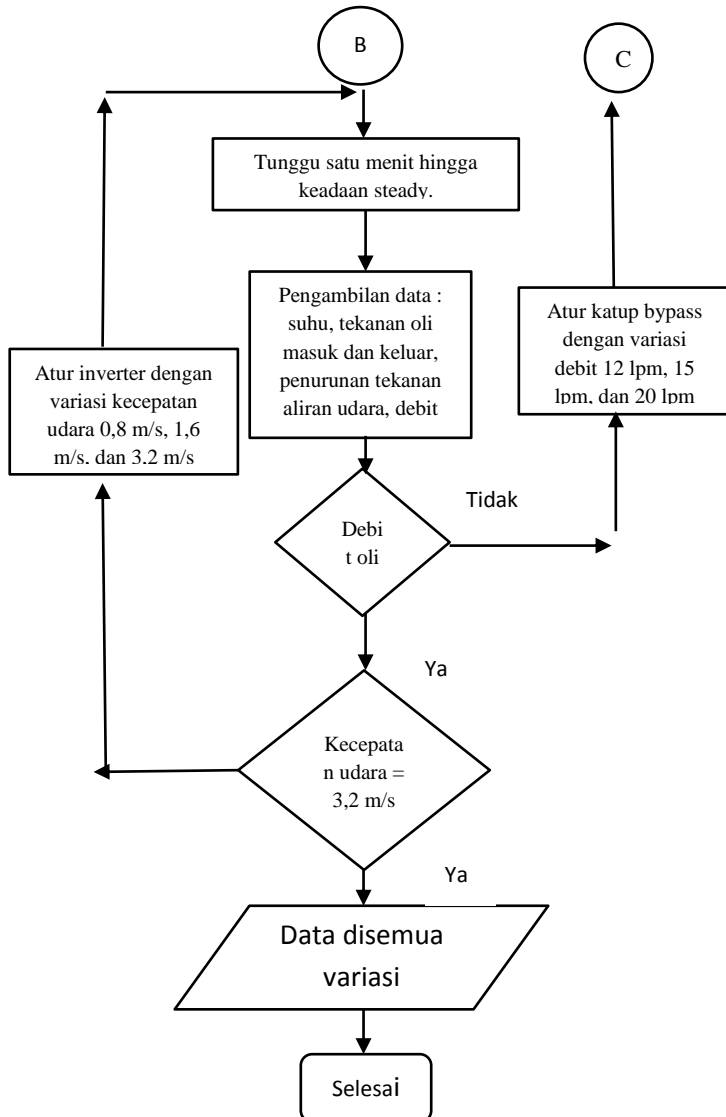 B
C
Tunggu satu menit hingga
keadaan steady.
Pengambilan data :
suhu, tekanan oli
masuk dan keluar,
penurunan tekanan
aliran udara, debit
Atur katup bypass
dengan variasi
debit 12 lpm, 15
lpm, dan 20 lpm
Atur inverter dengan
variasi kecepatan
udara 0,8 m/s, 1,6
m/s, dan 3,2 m/s
Debi
t oli
Tidak
Ya
Kecepata
n udara =
3,2 m/s
Ya
Data disemua
variasi
Selesai